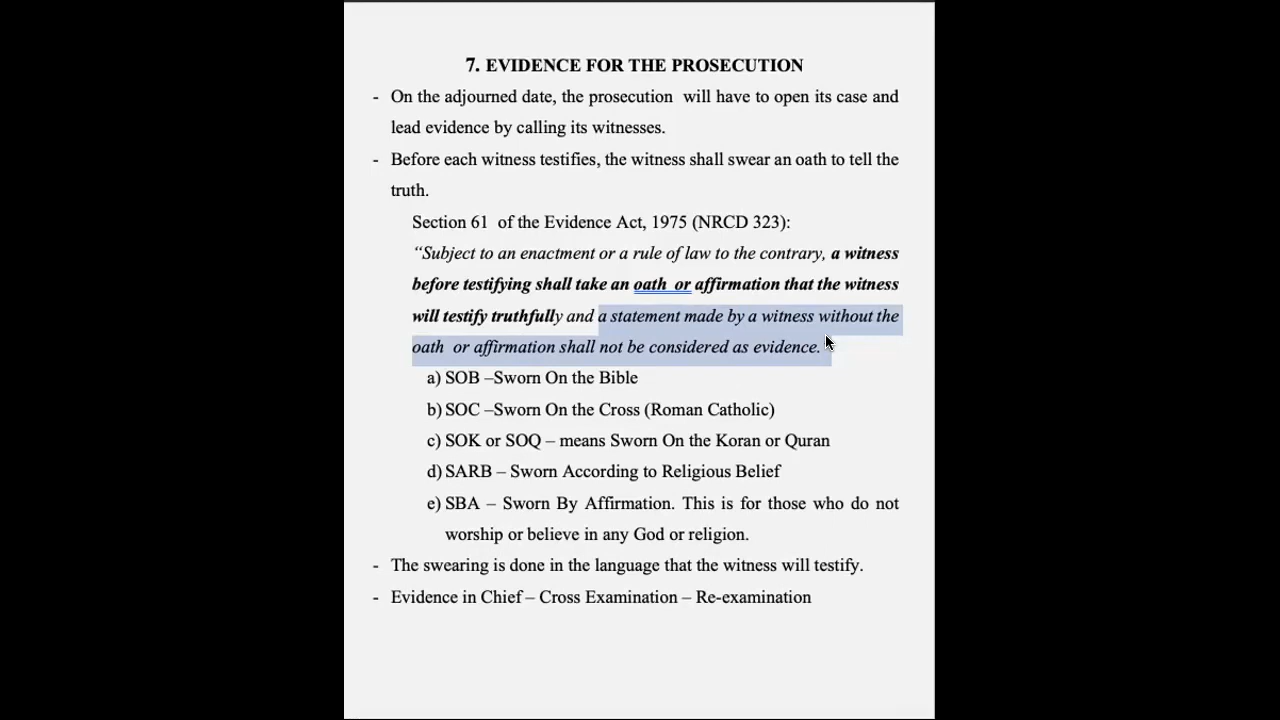 7. EVIDENCE FOR THE PROSECUTION
- On the adjourned date, the prosecution  will have to open its case and
lead evidence by calling its witnesses.
- Before each witness testifies, the witness shall swear an oath to tell the
truth.
Section 61  of the Evidence Act, 1975 (NRCD 323):
“Subject to an enactment or a rule of law to the contrary, a witness
before testifying shall take an oath  or affirmation that the witness
will testify truthfully and a statement made by a witness without the
oath  or affirmation shall not be considered as evidence.
a) SOB –Sworn On the Bible
b) SOC –Sworn On the Cross (Roman Catholic)
c) SOK or SOQ – means Sworn On the Koran or Quran
d) SARB – Sworn According to Religious Belief
e) SBA – Sworn By Affirmation. This is for those who do not
worship or believe in any God or religion.
- The swearing is done in the language that the witness will testify.
- Evidence in Chief – Cross Examination – Re-examination